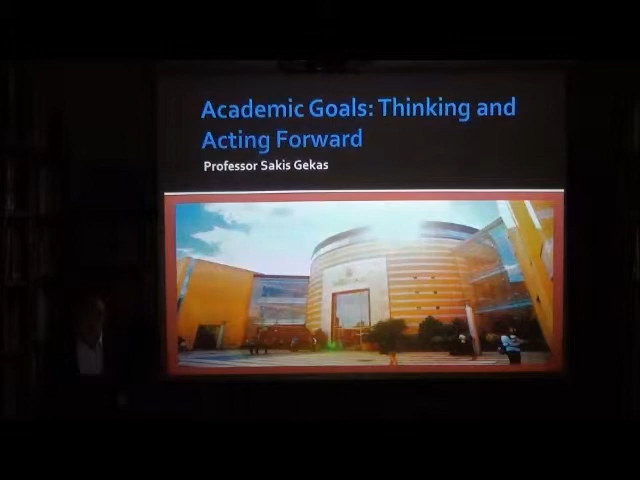 Academic Goals: Thinking and
Acting Forward
Professor Sakis Gekas